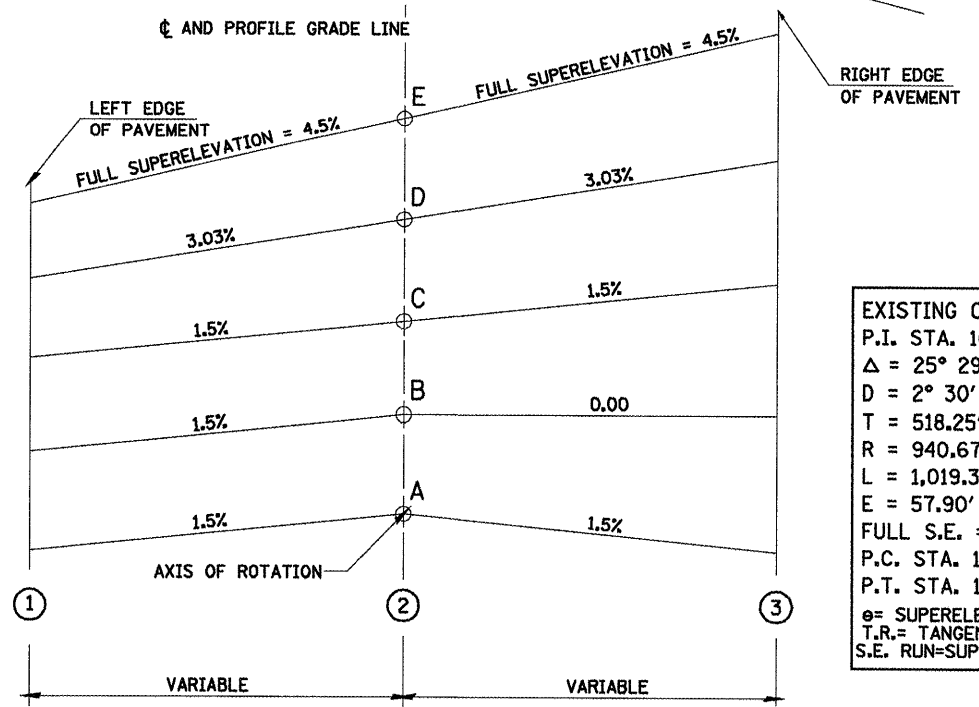 ℄ AND PROFILE GRADE LINE
LEFT EDGE
OF PAVEMENT
RIGHT EDGE
OF PAVEMENT
E
FULL SUPERELEVATION = 4.5%
FULL SUPERELEVATION = 4.5%
D
3.03%
3.03%
C
1.5%
1.5%
B
1.5%
0.00
A
1.5%
1.5%
AXIS OF ROTATION
1
2
3
VARIABLE
VARIABLE
EXISTING
P.I. STA.
Δ = 25° 29
D = 2° 30'
T = 518.25'
R = 940.67
L = 1,019.3
E = 57.90'
FULL S.E. =
P.C. STA. 1
P.T. STA. 1
e= SUPERELE
T.R.= TANGEN
S.E. RUN=SUP